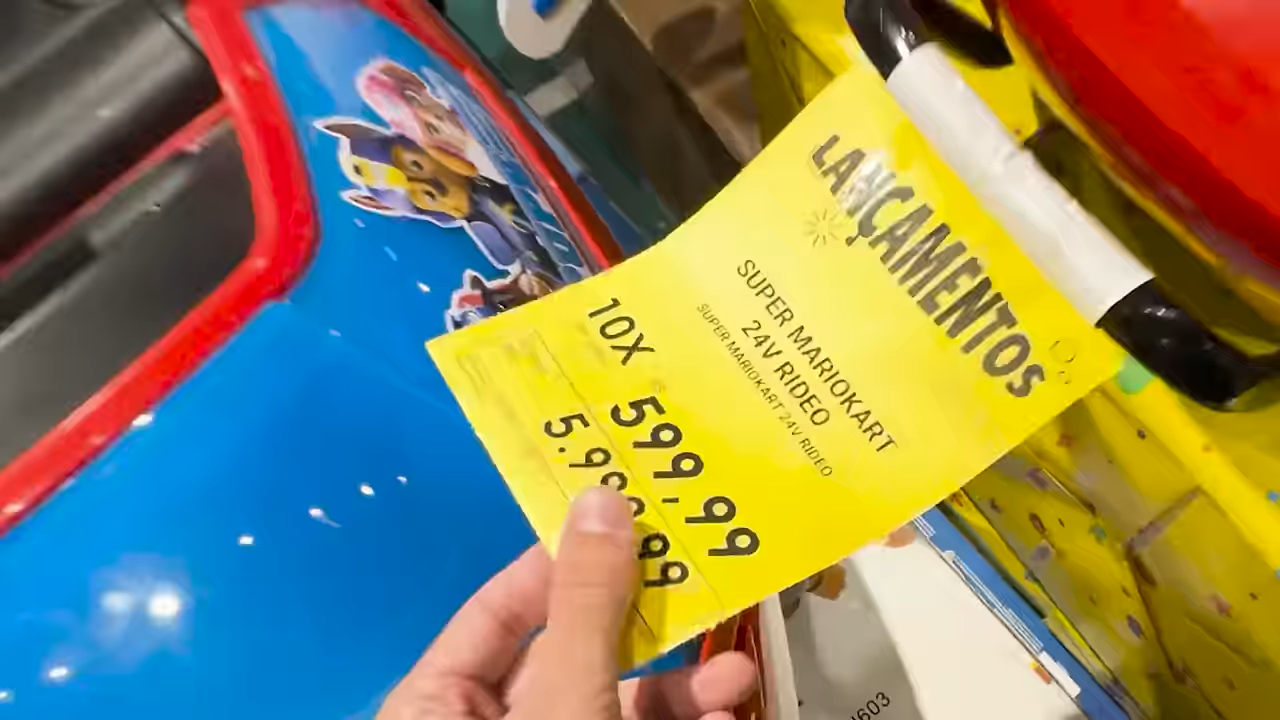 LANÇAMENTOS
SUPER MARIOKART
24V RIDEO
SUPER MARIOKART 24V RIDEO
10X 599,99